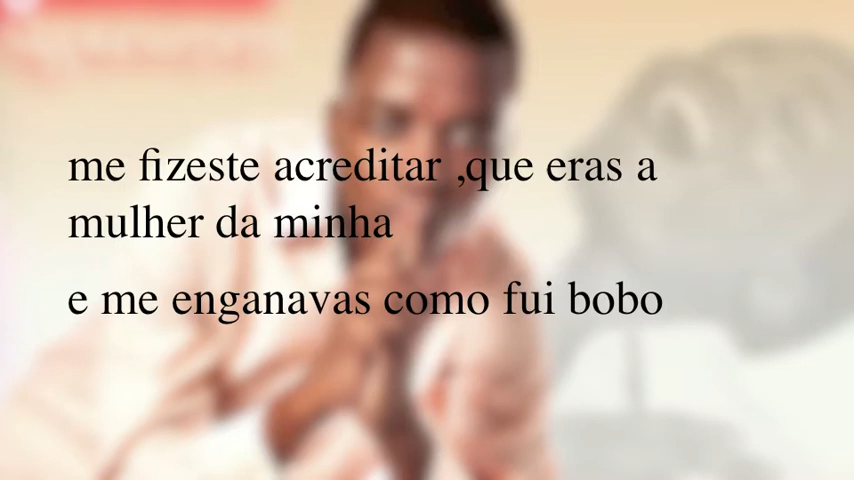 me fizeste acreditar ,que eras a
mulher da minha
e me enganavas como fui bobo